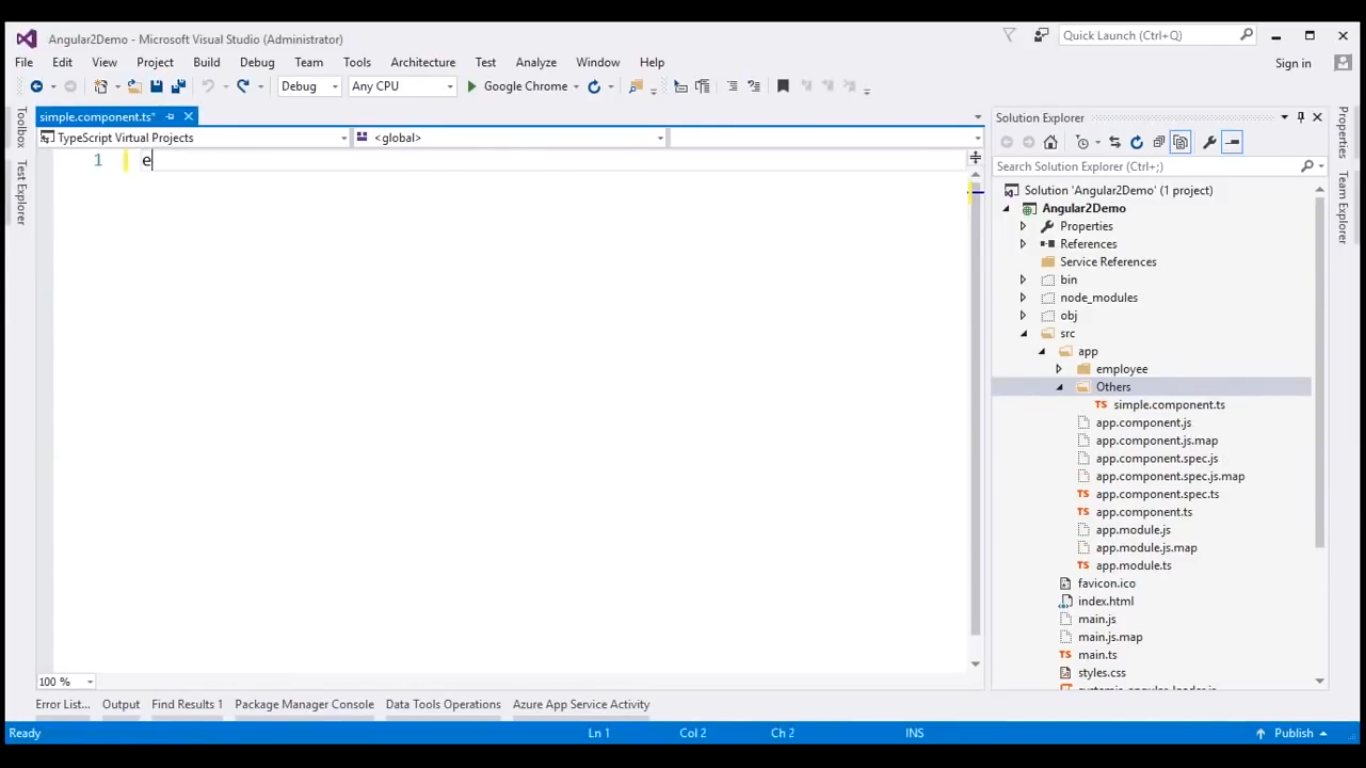 Angular2Demo - Microsoft Visual Studio (Administrator)
Quick Launch (Ctrl+Q)
File Edit View Project Build Debug Team Tools Architecture Test Analyze Window Help
Sign in
Debug Any CPU Google Chrome
Toolbox
Test Explorer
simple.component.ts*
TypeScript Virtual Projects <global>
1 e
100 %
Solution Explorer
Search Solution Explorer (Ctrl+;)
Solution 'Angular2Demo' (1 project)
Angular2Demo
Properties
References
Service References
bin
node_modules
obj
src
app
employee
Others
TS simple.component.ts
app.component.js
app.component.js.map
app.component.spec.js
app.component.spec.js.map
TS app.component.spec.ts
TS app.component.ts
app.module.js
app.module.js.map
TS app.module.ts
favicon.ico
index.html
main.js
main.js.map
TS main.ts
styles.css
Properties
Team Explorer
Error List... Output Find Results 1 Package Manager Console Data Tools Operations Azure App Service Activity
Ready Ln 1 Col 2 Ch 2 INS Publish